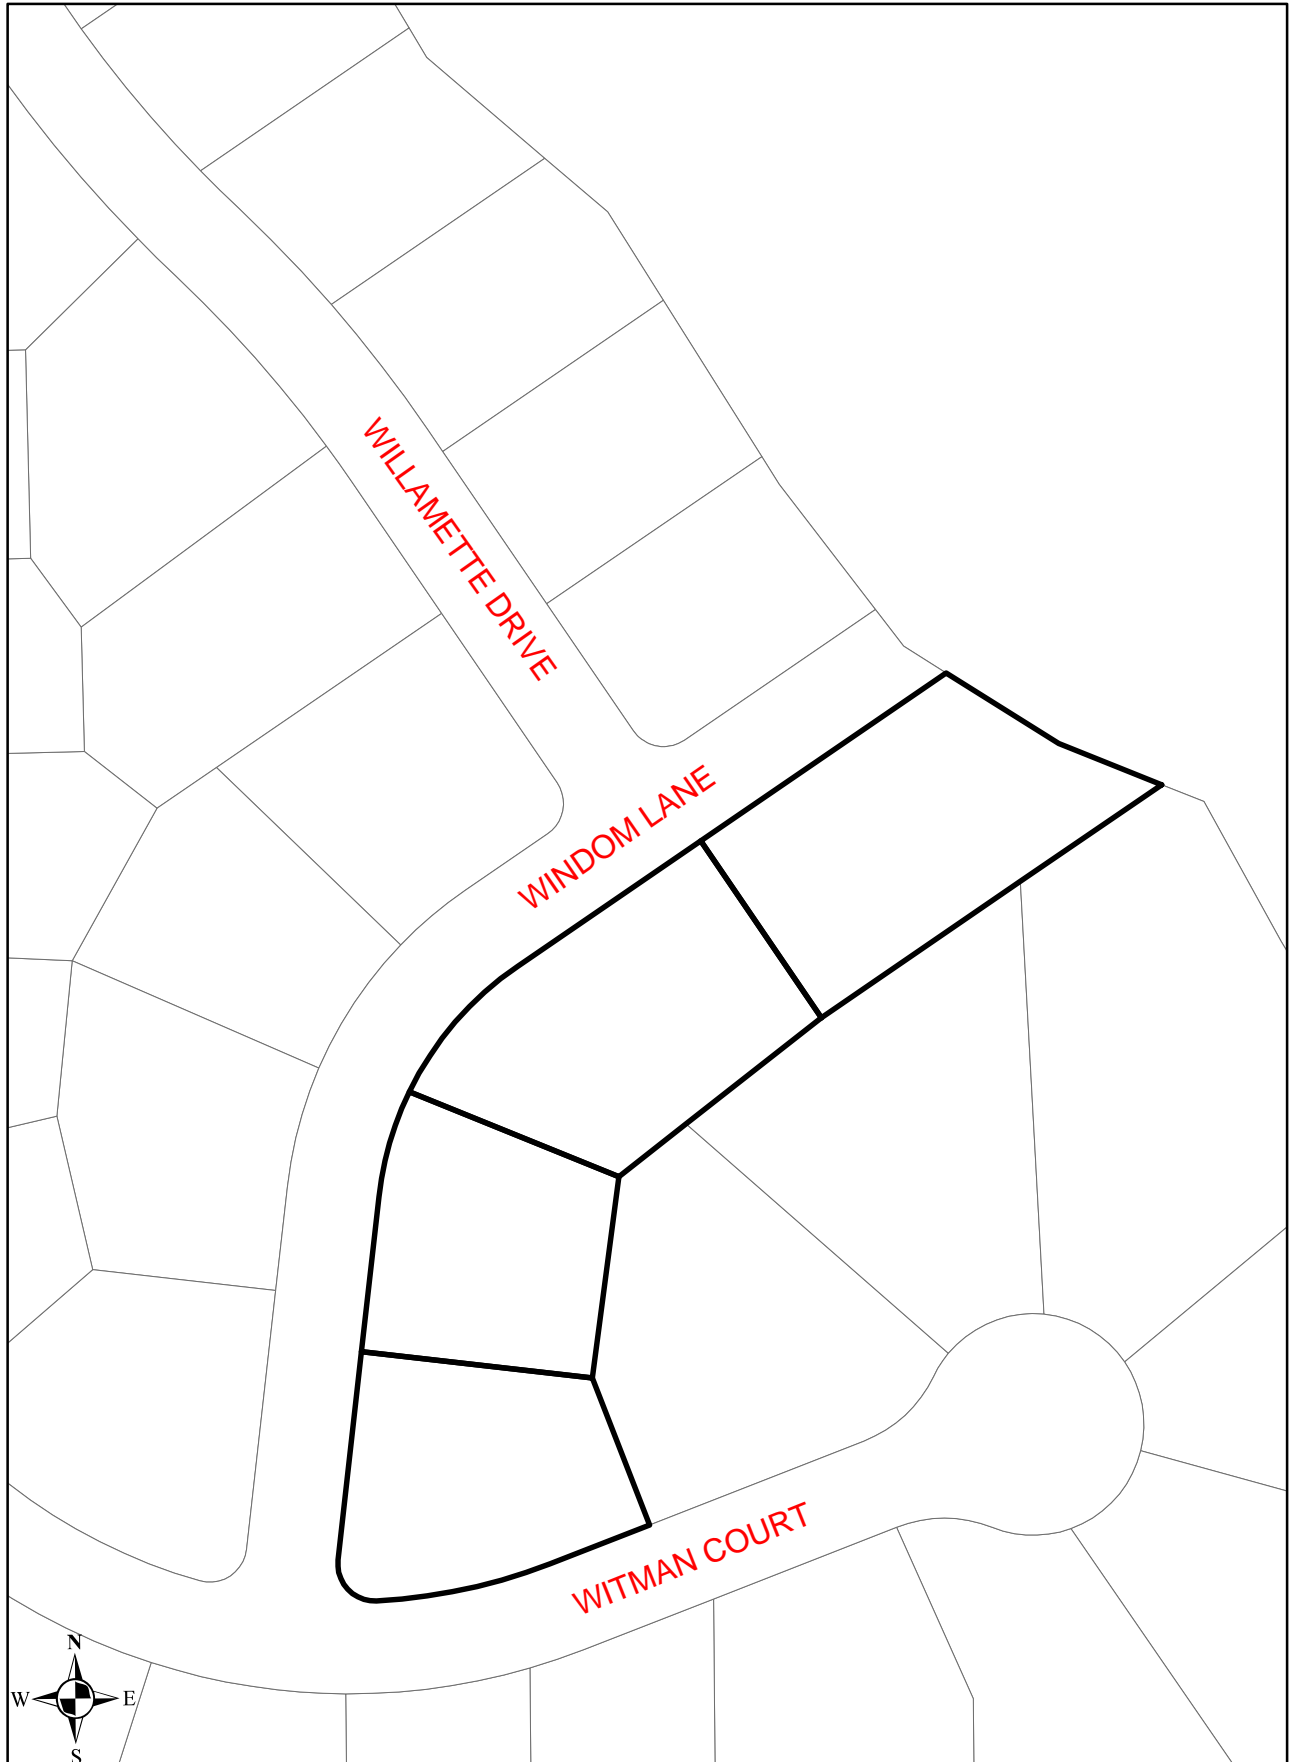 WILLAMETTE DRIVE
WINDOM LANE
WITMAN COURT
N
W E
S